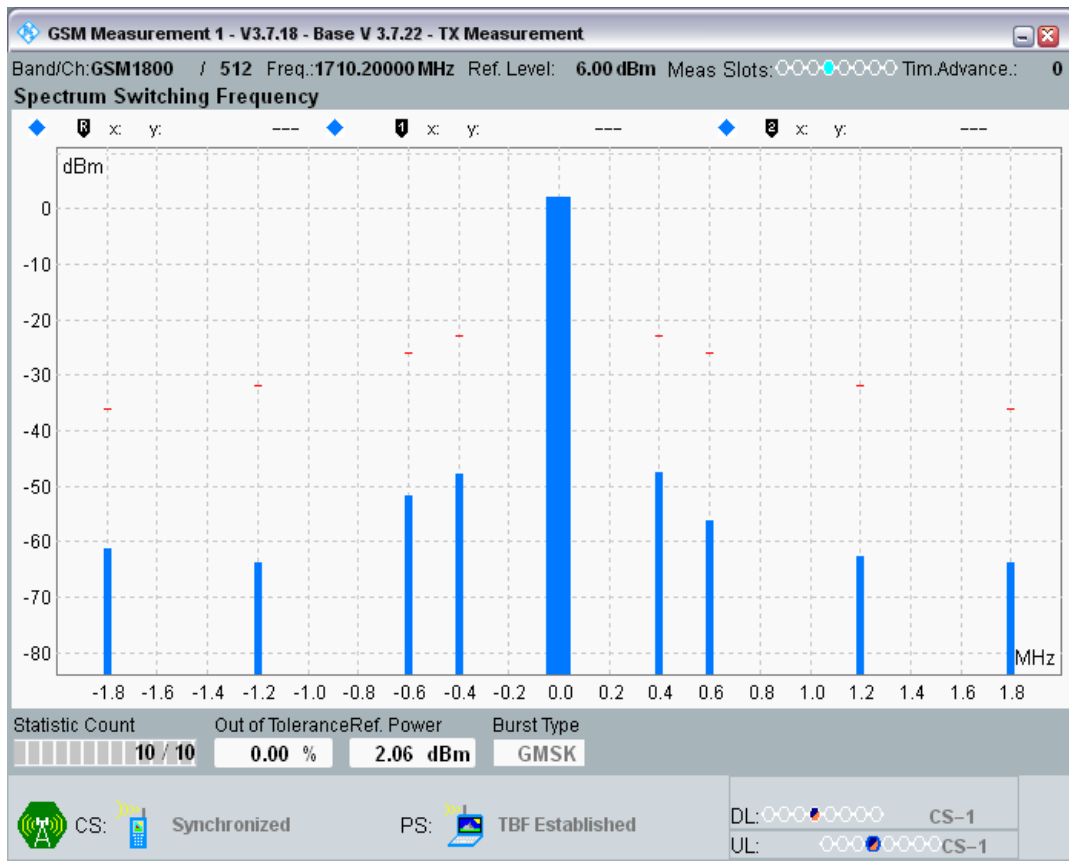 GSM Measurement 1 - V3.7.18 - Base V 3.7.22 - TX Measurement
Band/Ch:GSM1800 / 512 Freq.:1710.20000 MHz Ref. Level: 6.00 dBm Meas Slots: Tim.Advance.: 0
Spectrum Switching Frequency
R x: y: --- 1 x: y: --- 2 x: y: ---
dBm
0
-10
-20
-30
-40
-50
-60
-70
-80
MHz
-1.8 -1.6 -1.4 -1.2 -1.0 -0.8 -0.6 -0.4 -0.2 0.0 0.2 0.4 0.6 0.8 1.0 1.2 1.4 1.6 1.8
Statistic Count Out of Tolerance Ref. Power Burst Type
10 / 10 0.00 % 2.06 dBm GMSK
CS: Synchronized PS: TBF Established
DL: CS-1
UL: CS-1